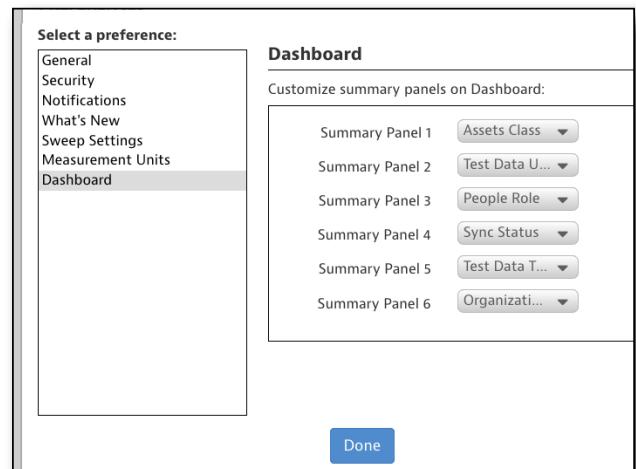 Select a preference:
General
Security
Notifications
What's New
Sweep Settings
Measurement Units
Dashboard
Dashboard
Customize summary panels on Dashboard:
Summary Panel 1 Assets Class
Summary Panel 2 Test Data U...
Summary Panel 3 People Role
Summary Panel 4 Sync Status
Summary Panel 5 Test Data T...
Summary Panel 6 Organizati...
Done